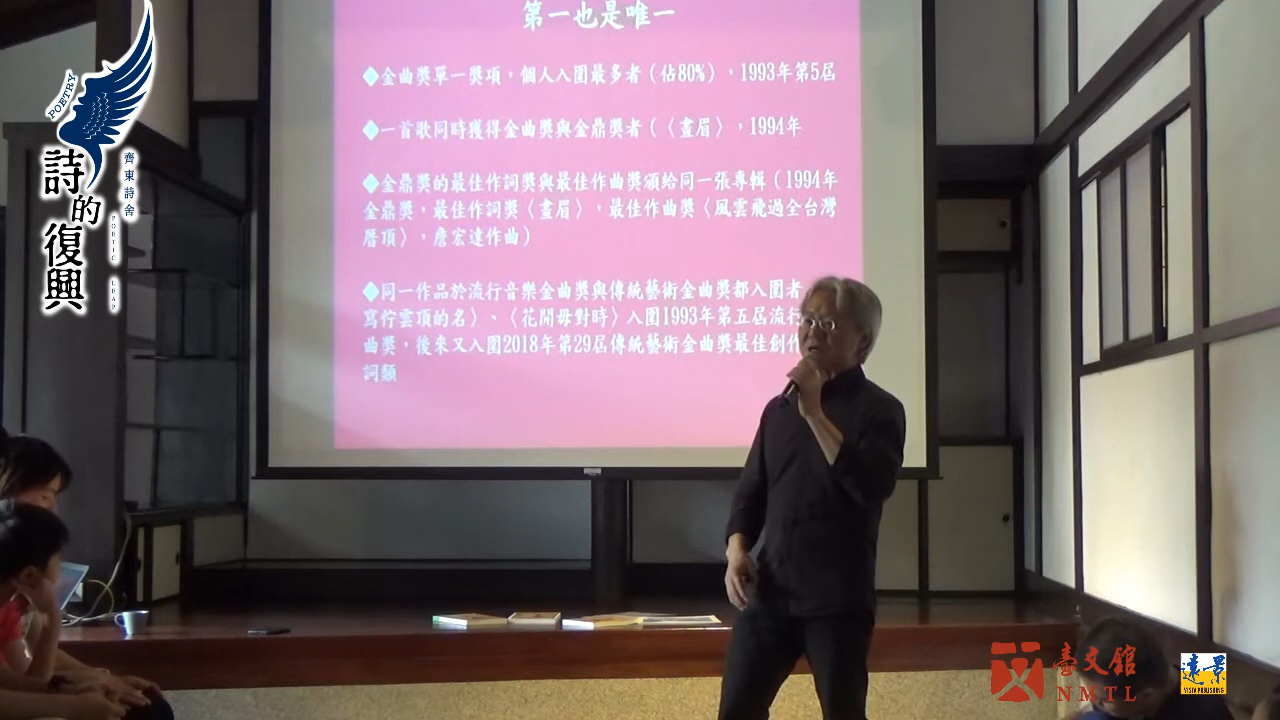 第一也是唯一
◆金曲獎單一獎項，個人入圍最多者（佔80%），1993年第5屆
◆一首歌同時獲得金曲獎與金鼎獎者（〈畫眉〉，1994年
◆金鼎獎的最佳作詞獎與最佳作曲獎頒給同一張專輯（1994年
金鼎獎，最佳作詞獎〈畫眉〉，最佳作曲獎〈風雲飛過全台灣
厝頂〉，詹宏達作曲）
◆同一作品於流行音樂金曲獎與傳統藝術金曲獎都入圍者
寫佇雲頂的名〉、〈花開毋對時〉入圍1993年第五屆流行
曲獎，後來又入圍2018年第29屆傳統藝術金曲獎最佳創作
詞類
POETRY
詩的復興
齊東詩舍
POETIC LEAP
臺文館
NMTL
遠景
VISTA PUBLISHING